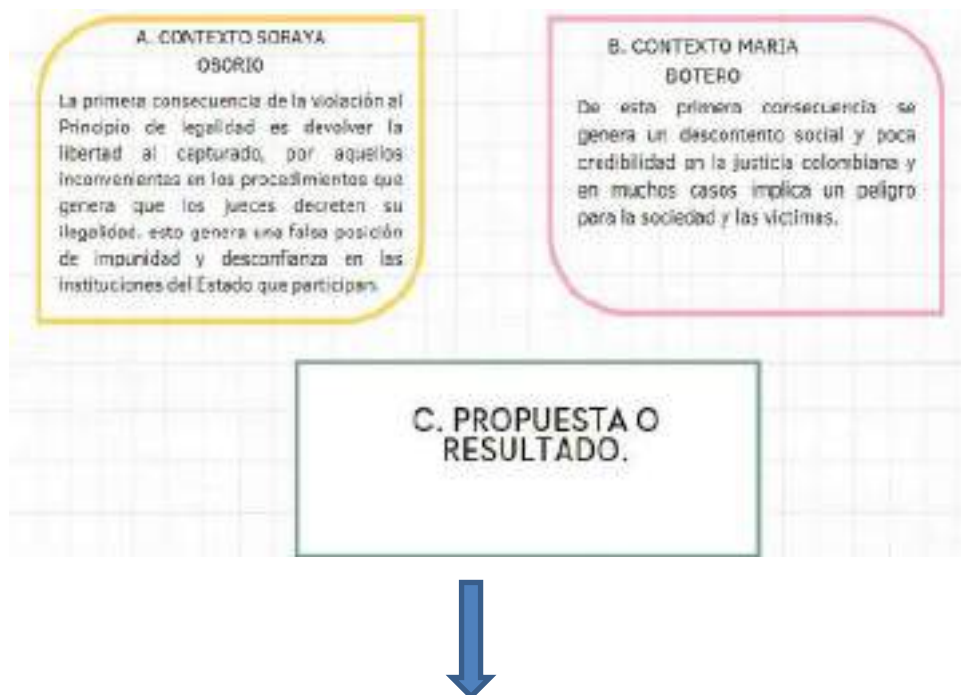 A. CONTEXTO SORAYA
OSORIO
La primera consecuencia de la violación al
Principio de legalidad es devolver la
libertad al capturado, por aquellos
inconvenientes en los procedimientos que
genera que los jueces decreten su
ilegalidad. esto genera una falsa posición
de impunidad y desconfianza en las
instituciones del Estado que participan.
B. CONTEXTO MARIA
BOTERO
De esta primera consecuencia se
genera un descontento social y poca
credibilidad en la justicia colombiana y
en muchos casos implica un peligro
para la sociedad y las victimas.
C. PROPUESTA O
RESULTADO.